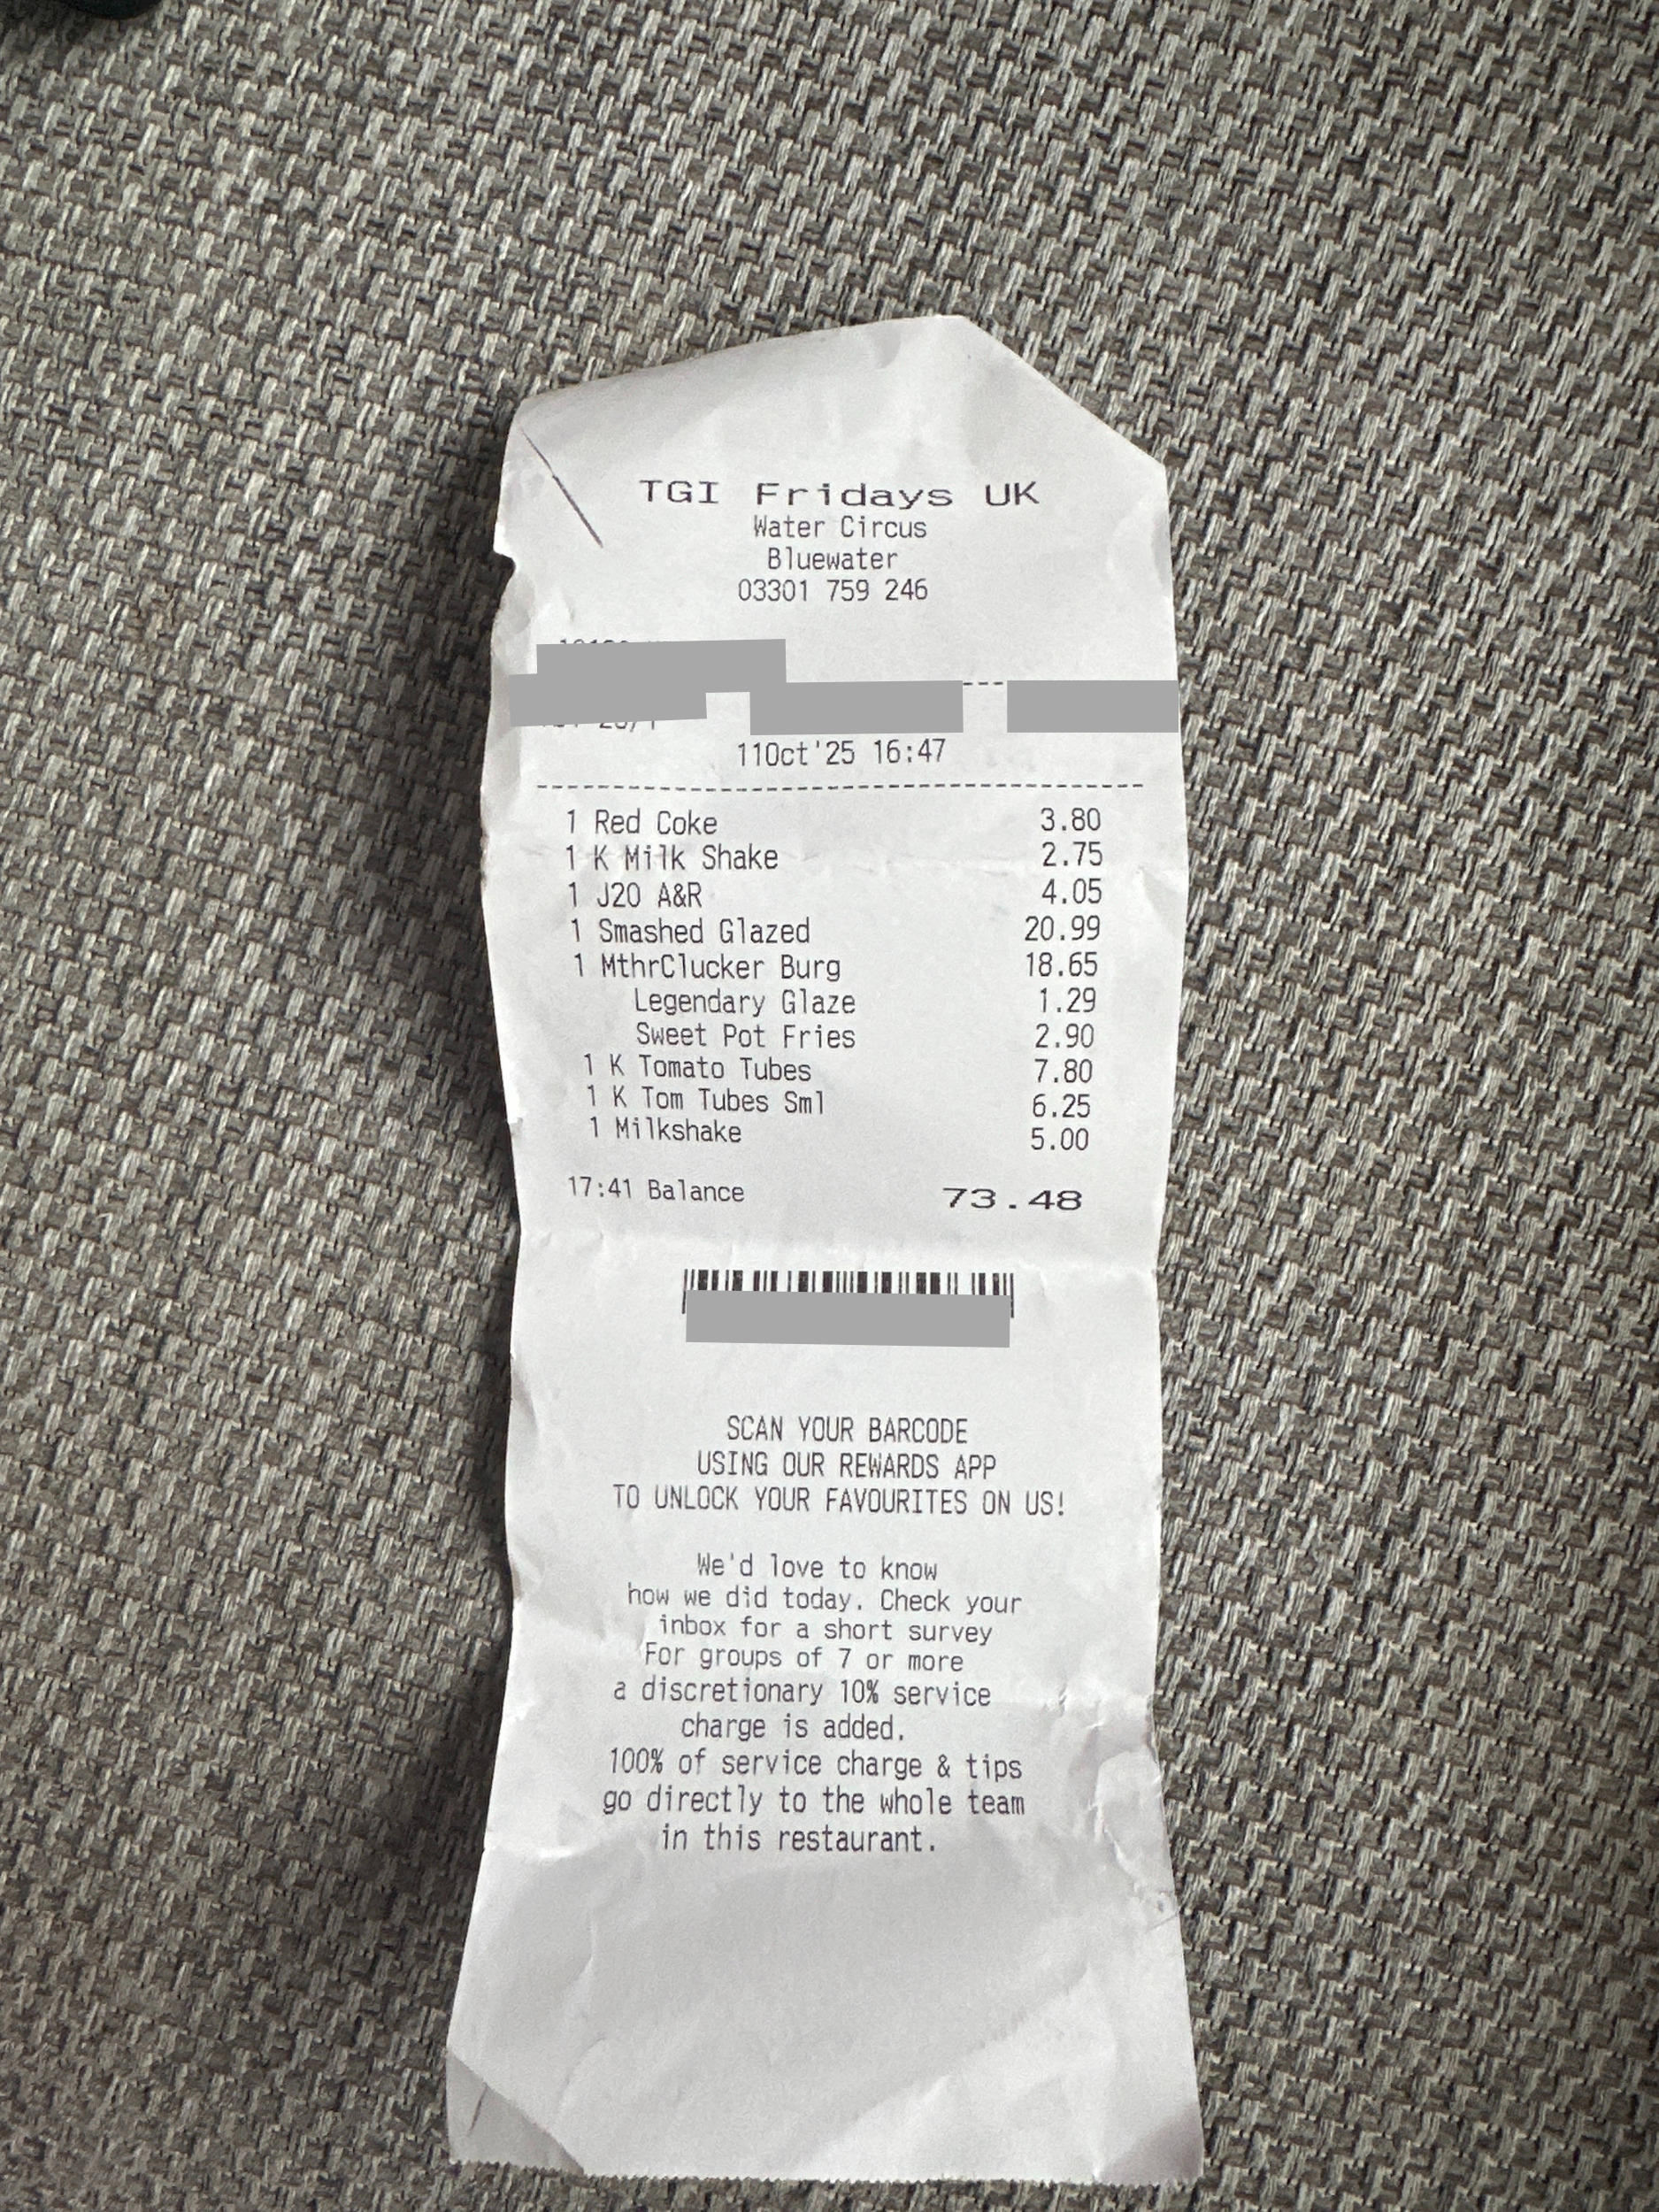 TGI Fridays UK
Water Circus
Bluewater
03301 759 246
11Oct'25 16:47
1 Red Coke 3.80
1 K Milk Shake 2.75
1 J20 A&R 4.05
1 Smashed Glazed 20.99
1 MthrClucker Burg 18.65
Legendary Glaze 1.29
Sweet Pot Fries 2.90
1 K Tomato Tubes 7.80
1 K Tom Tubes Sml 6.25
1 Milkshake 5.00
17:41 Balance 73.48
SCAN YOUR BARCODE
USING OUR REWARDS APP
TO UNLOCK YOUR FAVOURITES ON US!
We'd love to know
how we did today. Check your
inbox for a short survey
For groups of 7 or more
a discretionary 10% service
charge is added.
100% of service charge & tips
go directly to the whole team
in this restaurant.